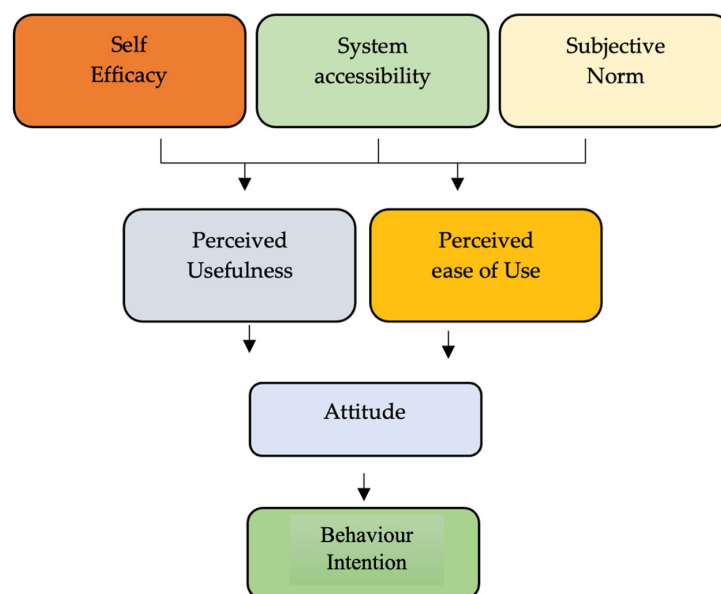 Self
Efficacy
System
accessibility
Subjective
Norm
Perceived
Usefulness
Perceived
ease of Use
Attitude
Behaviour
Intention